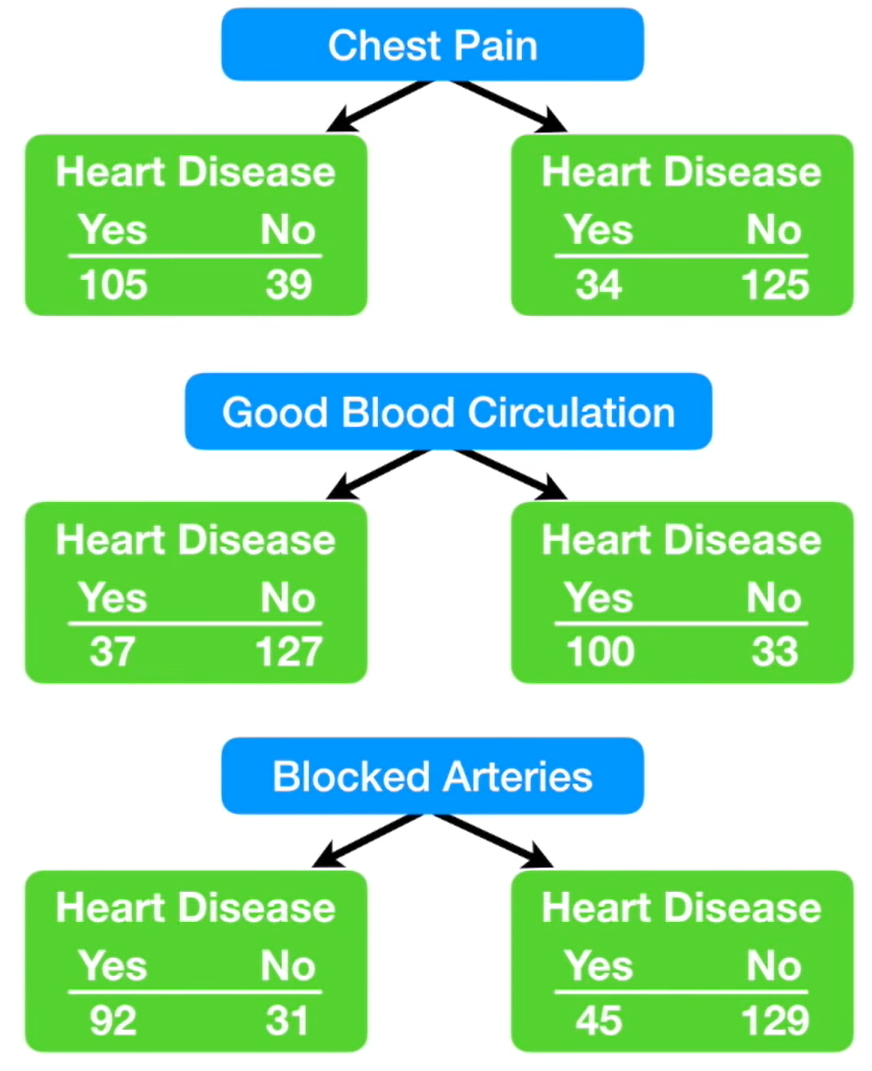 Chest Pain
Heart Disease Heart Disease
Yes No Yes No
105 39 34 125
Good Blood Circulation
Heart Disease Heart Disease
Yes No Yes No
37 127 100 33
Blocked Arteries
Heart Disease Heart Disease
Yes No Yes No
92 31 45 129